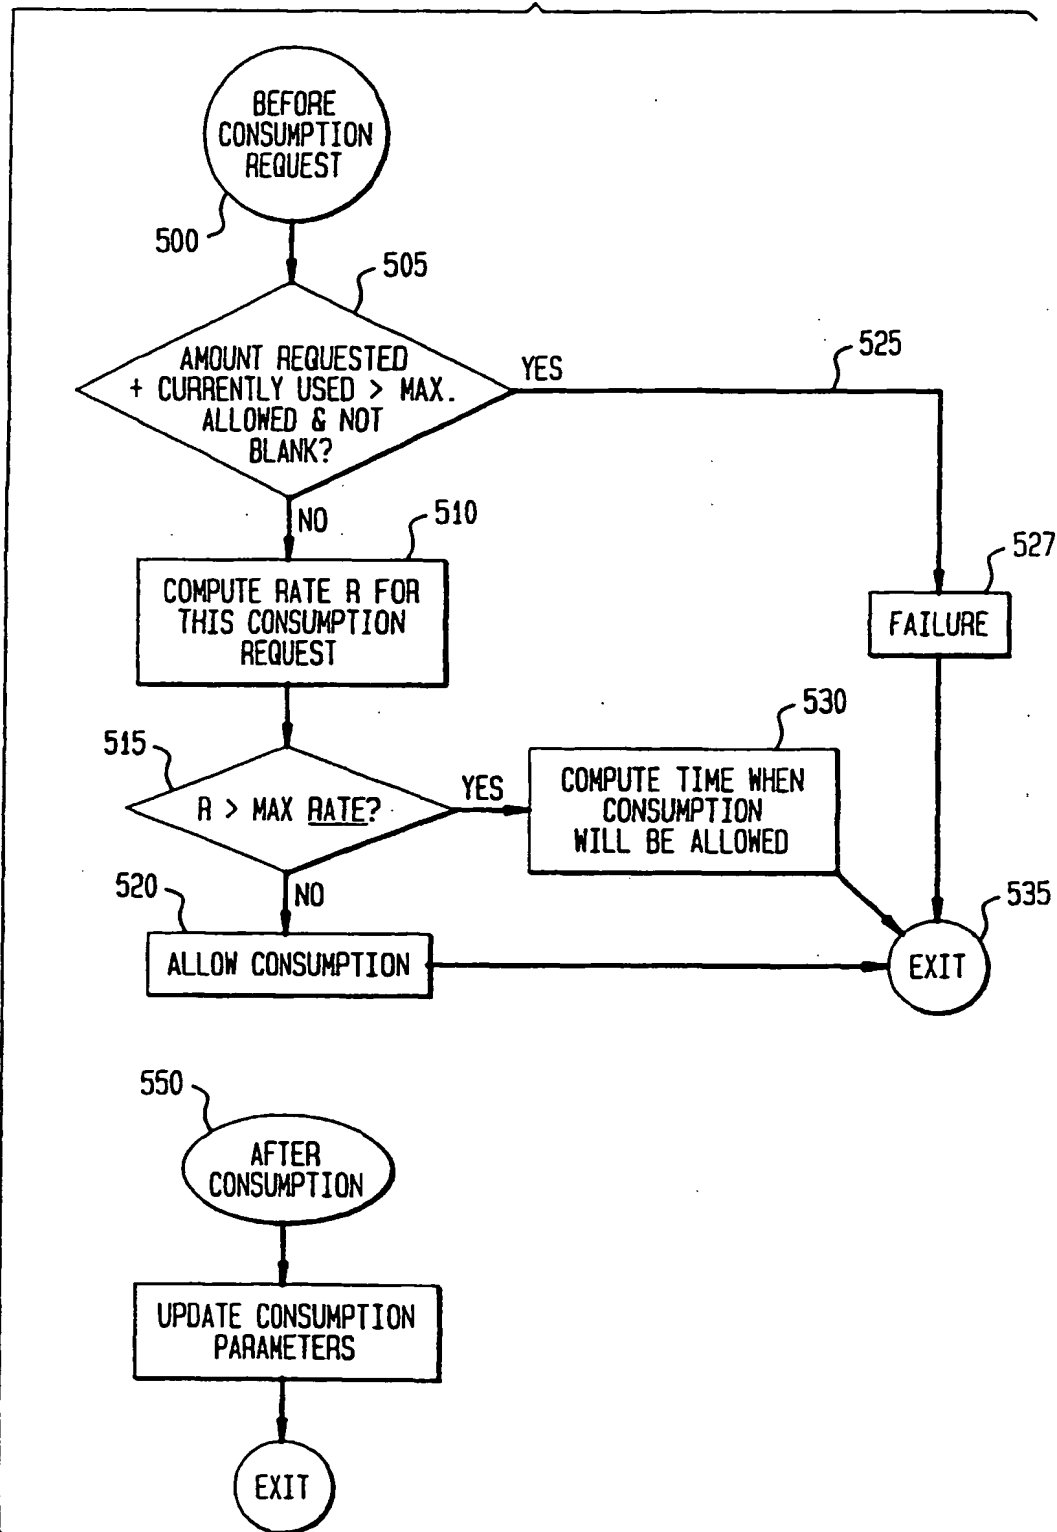 BEFORE
CONSUMPTION
REQUEST
500
505
AMOUNT REQUESTED
+ CURRENTLY USED > MAX.
ALLOWED & NOT
BLANK?
YES
525
NO
510
COMPUTE RATE R FOR
THIS CONSUMPTION
REQUEST
527
FAILURE
515
R > MAX RATE?
YES
530
COMPUTE TIME WHEN
CONSUMPTION
WILL BE ALLOWED
NO
520
ALLOW CONSUMPTION
535
EXIT
550
AFTER
CONSUMPTION
UPDATE CONSUMPTION
PARAMETERS
EXIT